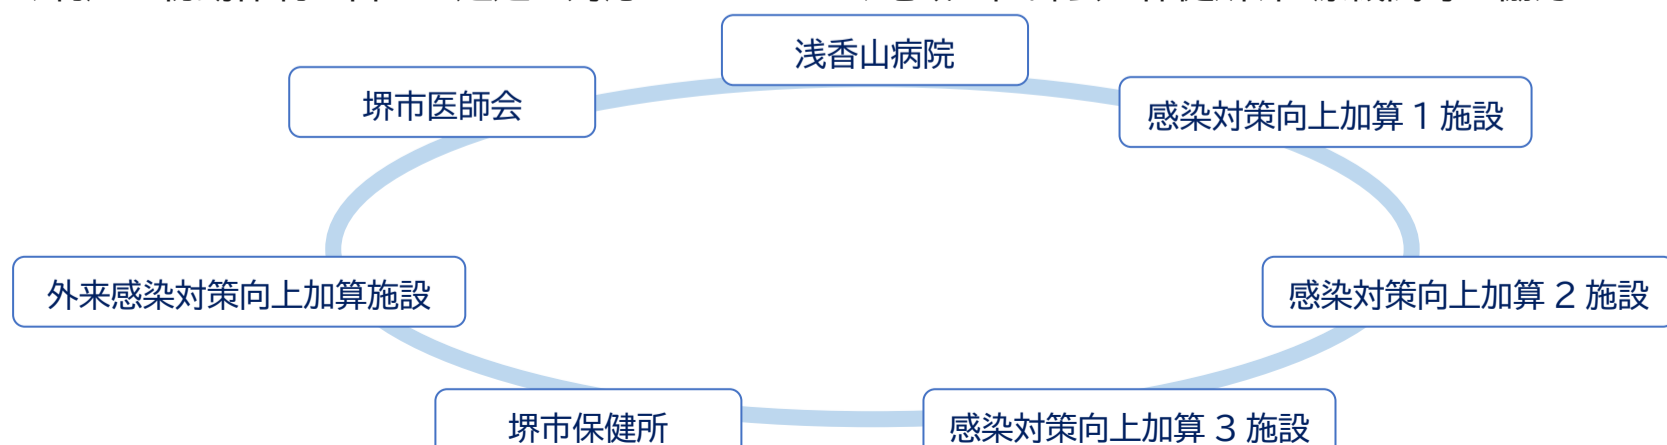 浅香山病院
堺市医師会
感染対策向上加算 1 施設
外来感染対策向上加算施設
感染対策向上加算 2 施設
堺市保健所
感染対策向上加算 3 施設